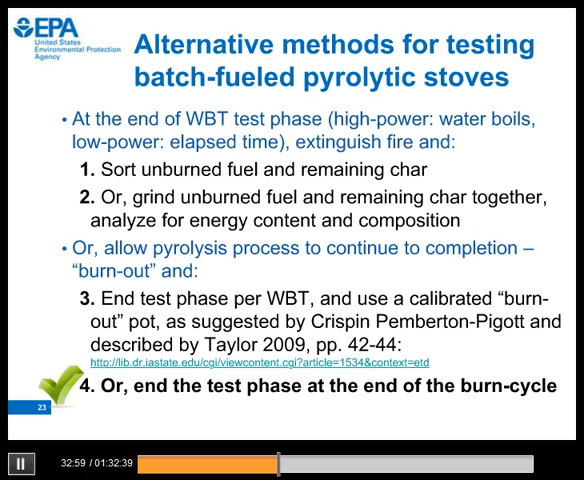 EPA
United States
Environmental Protection
Agency
Alternative methods for testing
batch-fueled pyrolytic stoves
• At the end of WBT test phase (high-power: water boils,
low-power: elapsed time), extinguish fire and:
1. Sort unburned fuel and remaining char
2. Or, grind unburned fuel and remaining char together,
analyze for energy content and composition
• Or, allow pyrolysis process to continue to completion –
“burn-out” and:
3. End test phase per WBT, and use a calibrated “burn-
out” pot, as suggested by Crispin Pemberton-Pigott and
described by Taylor 2009, pp. 42-44:
http://lib.dr.iastate.edu/cgi/viewcontent.cgi?article=1534&context=etd
4. Or, end the test phase at the end of the burn-cycle
23
32:59 / 01:32:39